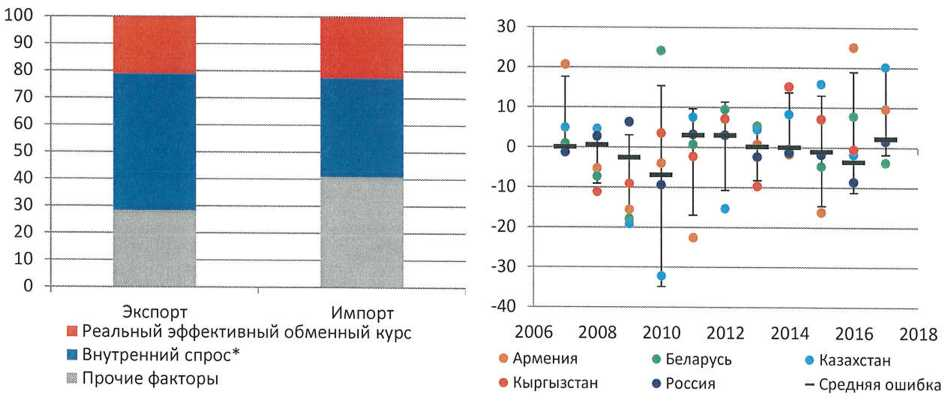 100
90
80
70
60
50
40
30
20
10
0
Экспорт Импорт
Реальный эффективный обменный курс
Внутренний спрос*
Прочие факторы
30
20
10
0
-10
-20
-30
-40
2006 2008 2010 2012 2014 2016 2018
Армения Беларусь Казахстан
Кыргызстан Россия Средняя ошибка